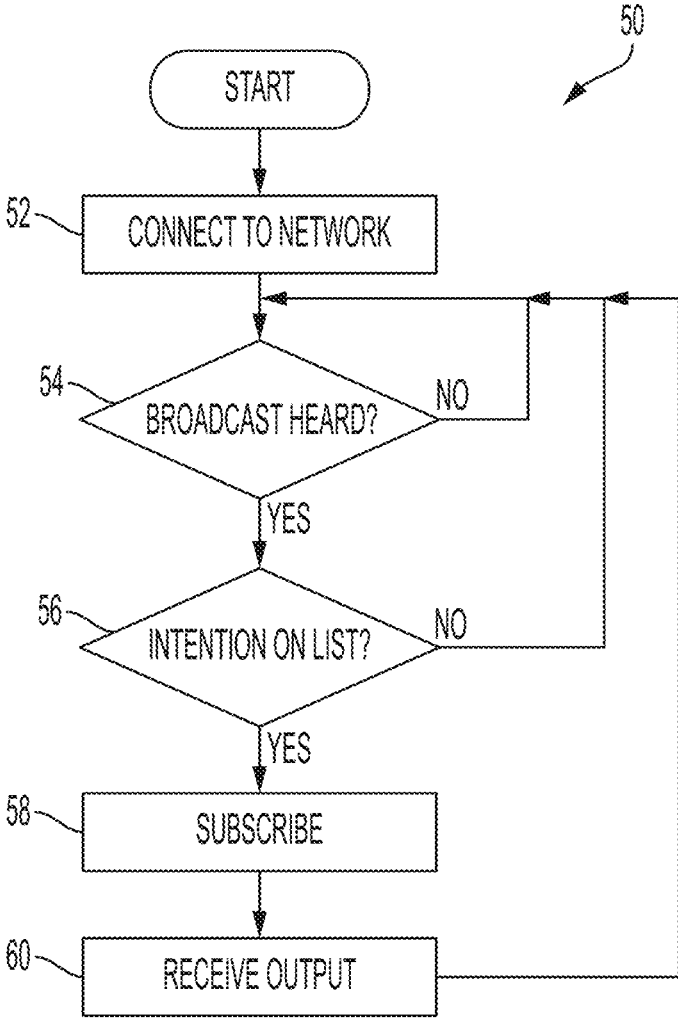 50
START
52
CONNECT TO NETWORK
54
BROADCAST HEARD?
NO
YES
56
INTENTION ON LIST?
NO
YES
58
SUBSCRIBE
60
RECEIVE OUTPUT